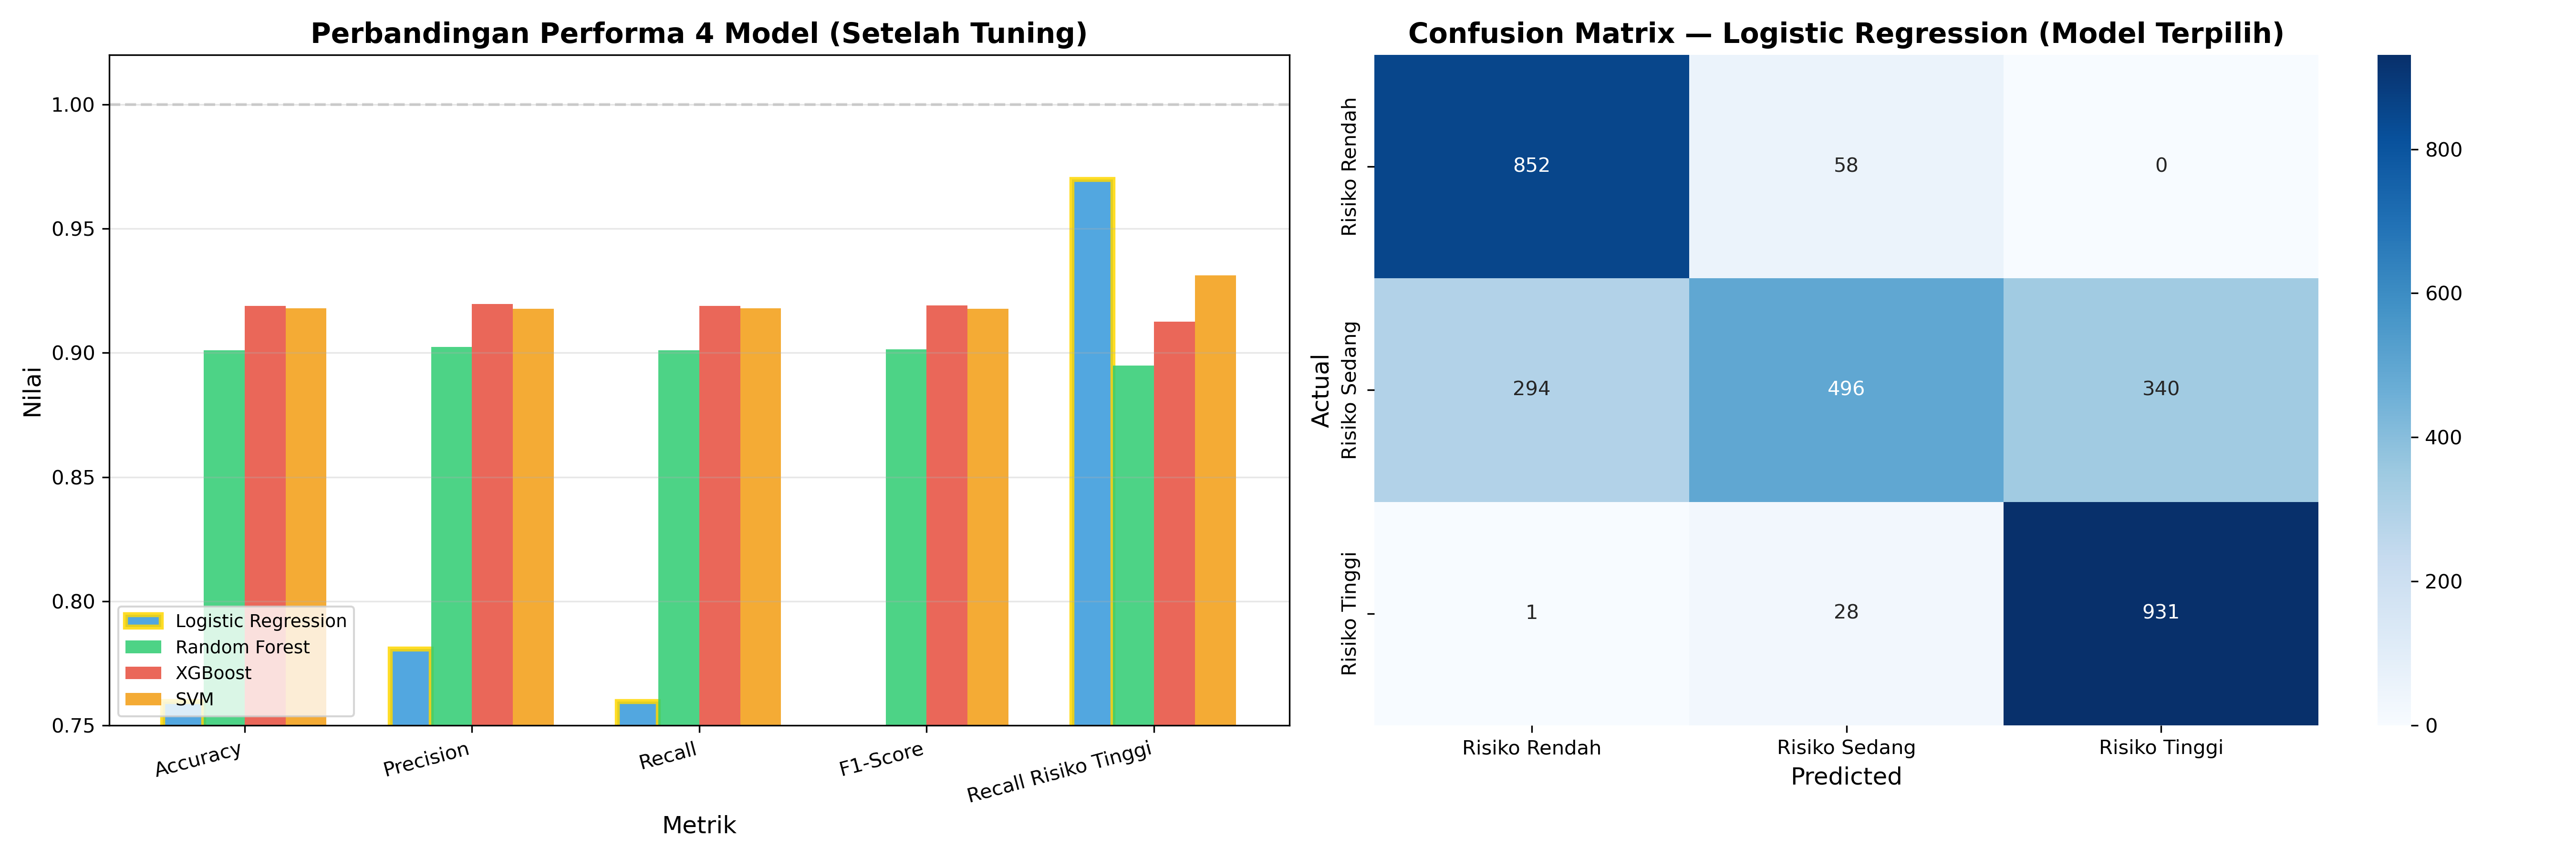 Perbandingan Performa 4 Model (Setelah Tuning)
1.00
0.95
0.90
0.85
0.80
0.75
Nilai
Logistic Regression
Random Forest
XGBoost
SVM
Accuracy
Precision
Recall
F1-Score
Recall Risiko Tinggi
Metrik
Confusion Matrix — Logistic Regression (Model Terpilih)
Actual
Risiko Rendah
852
58
0
Risiko Sedang
294
496
340
Risiko Tinggi
1
28
931
Risiko Rendah
Risiko Sedang
Risiko Tinggi
Predicted
800
600
400
200
0